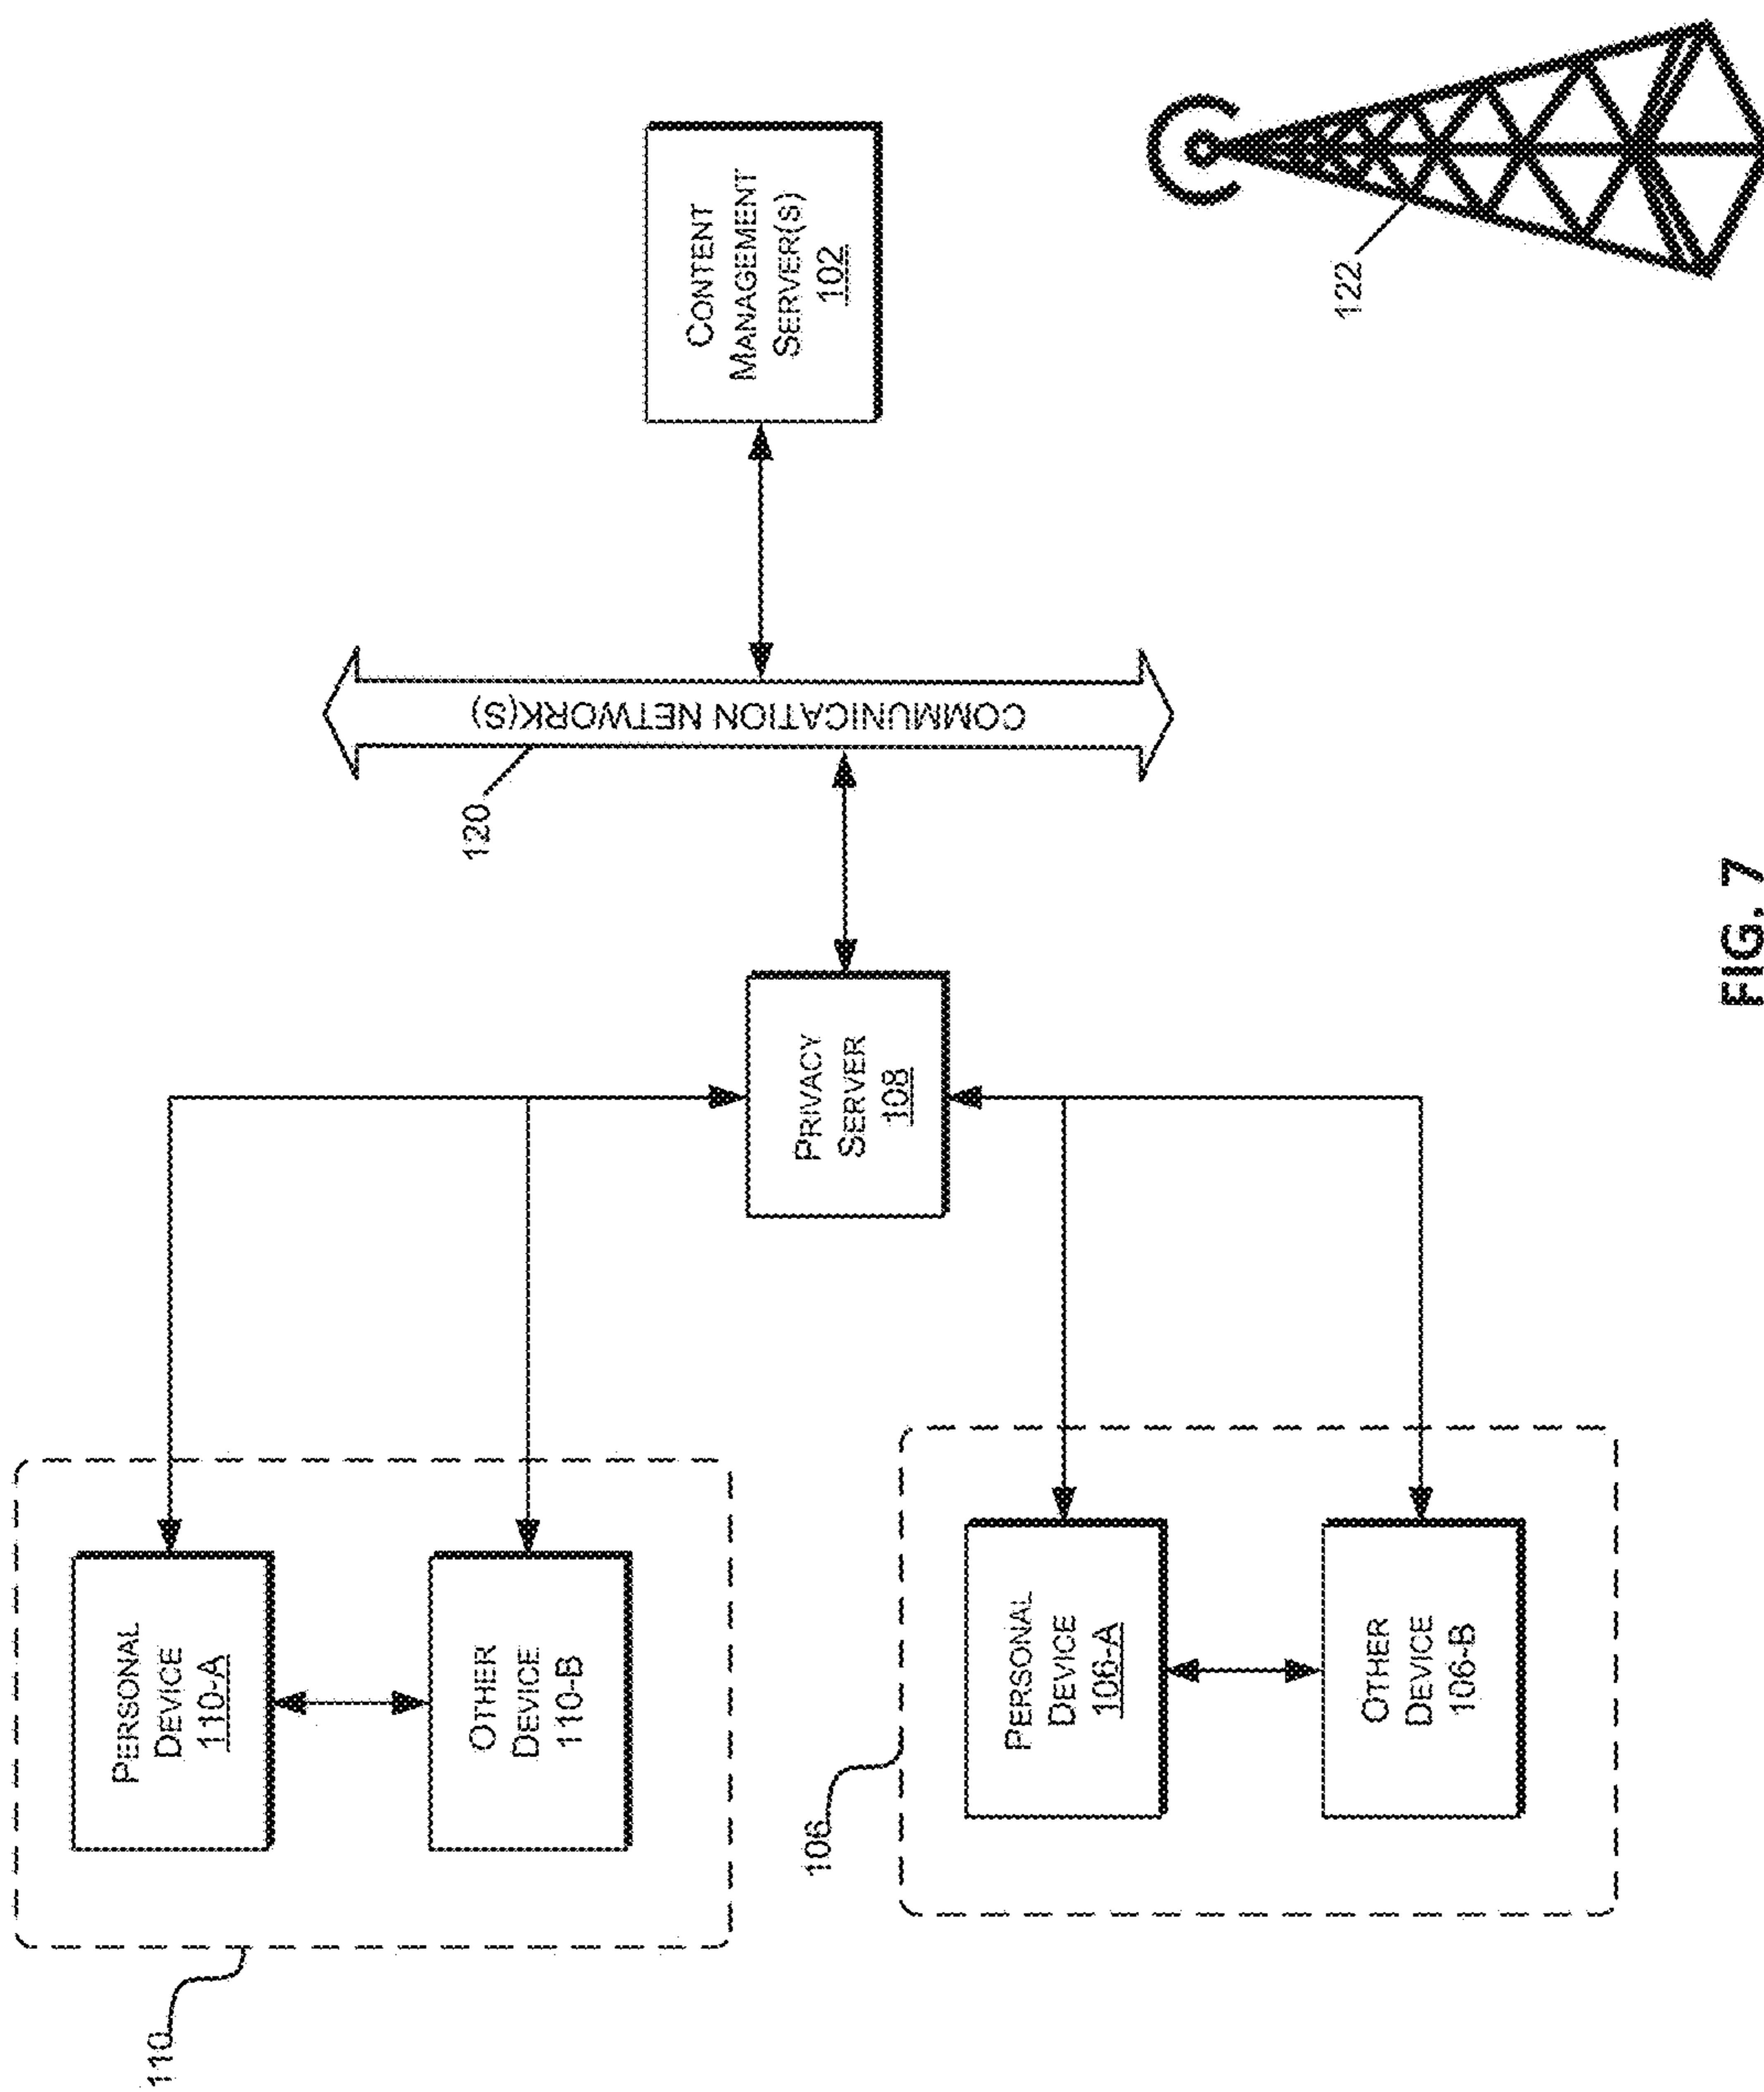 110
PERSONAL
DEVICE
110-A
OTHER
DEVICE
110-B
106
PERSONAL
DEVICE
106-A
OTHER
DEVICE
106-B
PRIVACY
SERVER
108
120
COMMUNICATION NETWORK(S)
CONTENT
MANAGEMENT
SERVER(S)
102
122
FIG. 7